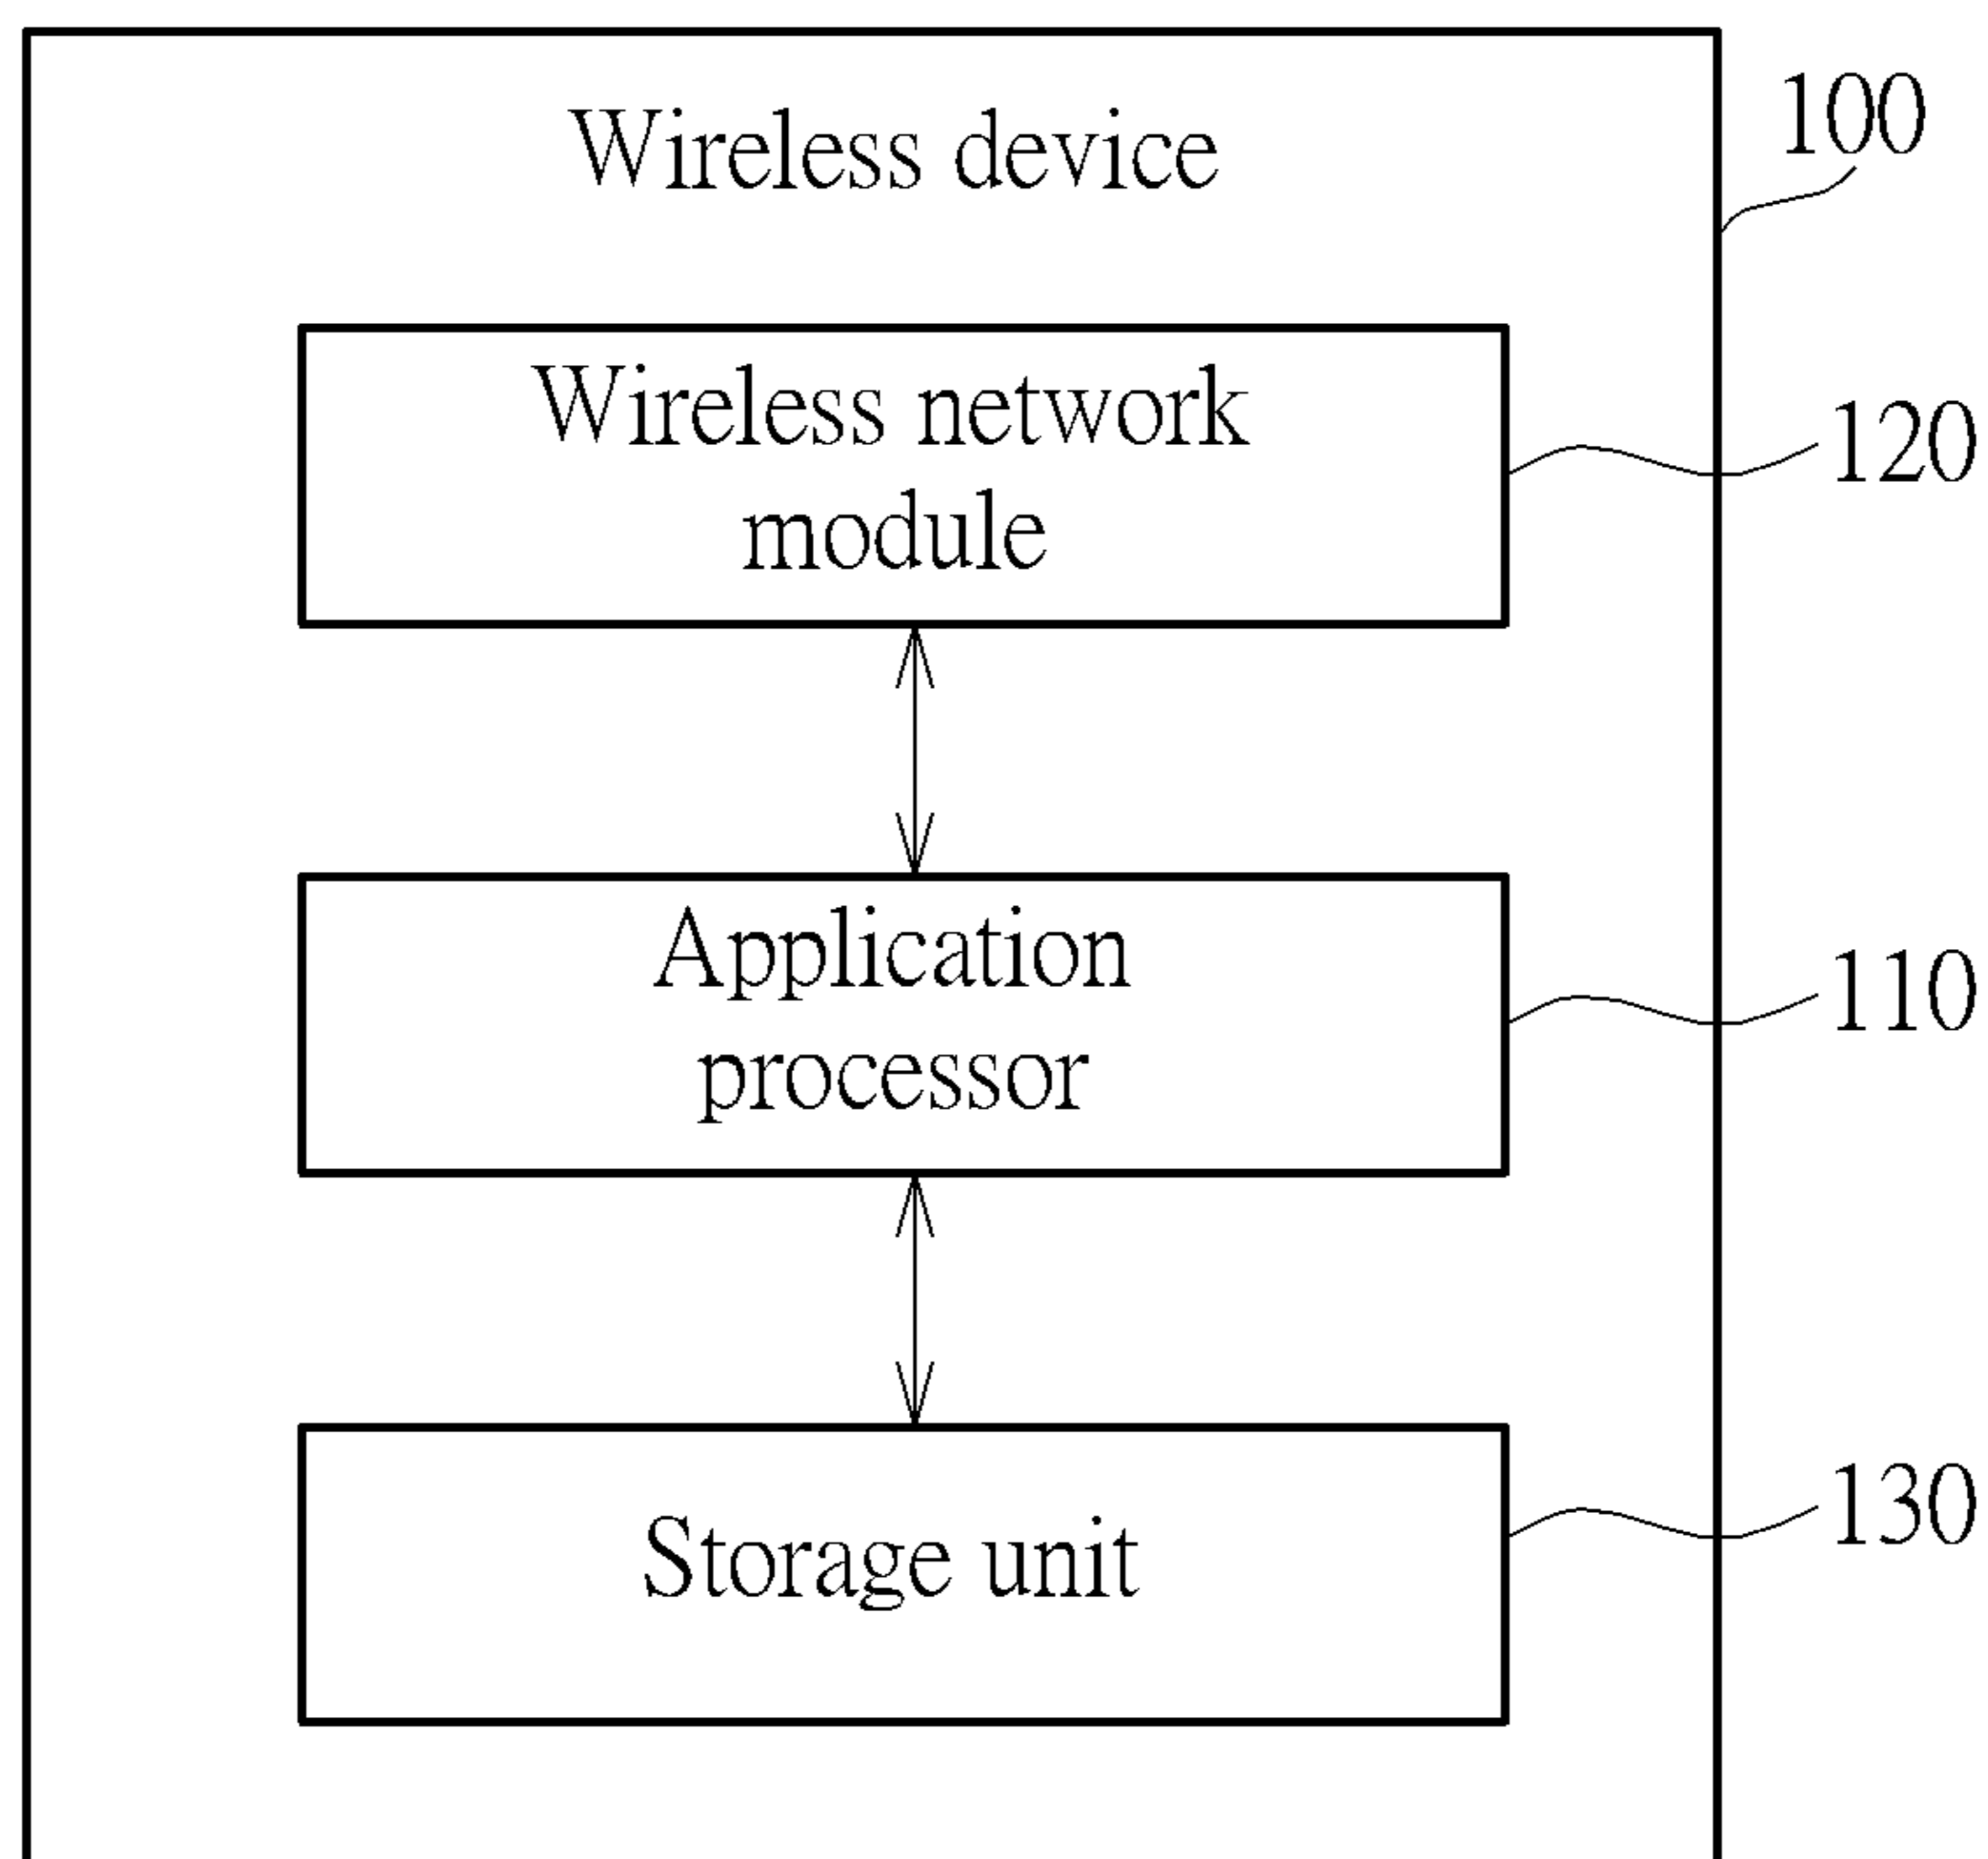 Wireless device
100
Wireless network
module
120
Application
processor
110
Storage unit
130